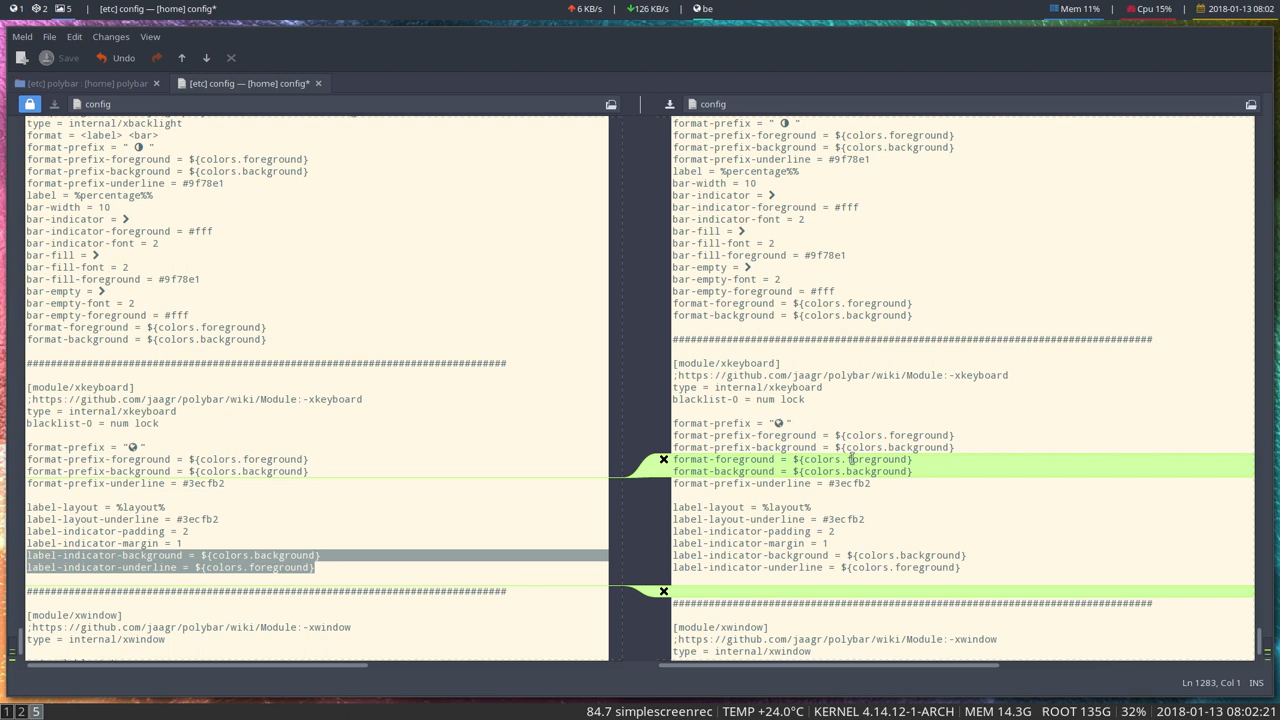 1 2 5 [etc] config — [home] config* 6 KB/s 126 KB/s be Mem 11% Cpu 15% 2018-01-13 08:02
Meld File Edit Changes View
Save Undo
[etc] polybar : [home] polybar [etc] config — [home] config*
config
type = internal/xbacklight
format = <label> <bar>
format-prefix = " "
format-prefix-foreground = ${colors.foreground}
format-prefix-background = ${colors.background}
format-prefix-underline = #9f78e1
label = %percentage%%
bar-width = 10
bar-indicator =
bar-indicator-foreground = #fff
bar-indicator-font = 2
bar-fill =
bar-fill-font = 2
bar-fill-foreground = #9f78e1
bar-empty =
bar-empty-font = 2
bar-empty-foreground = #fff
format-foreground = ${colors.foreground}
format-background = ${colors.background}
################################################################################
[module/xkeyboard]
;https://github.com/jaagr/polybar/wiki/Module:-xkeyboard
type = internal/xkeyboard
blacklist-0 = num lock
format-prefix = " "
format-prefix-foreground = ${colors.foreground}
format-prefix-background = ${colors.background}
format-prefix-underline = #3ecfb2
label-layout = %layout%
label-layout-underline = #3ecfb2
label-indicator-padding = 2
label-indicator-margin = 1
label-indicator-background = ${colors.background}
label-indicator-underline = ${colors.foreground}
################################################################################
[module/xwindow]
;https://github.com/jaagr/polybar/wiki/Module:-xwindow
type = internal/xwindow
config
format-prefix = " "
format-prefix-foreground = ${colors.foreground}
format-prefix-background = ${colors.background}
format-prefix-underline = #9f78e1
label = %percentage%%
bar-width = 10
bar-indicator =
bar-indicator-foreground = #fff
bar-indicator-font = 2
bar-fill =
bar-fill-font = 2
bar-fill-foreground = #9f78e1
bar-empty =
bar-empty-font = 2
bar-empty-foreground = #fff
format-foreground = ${colors.foreground}
format-background = ${colors.background}
################################################################################
[module/xkeyboard]
;https://github.com/jaagr/polybar/wiki/Module:-xkeyboard
type = internal/xkeyboard
blacklist-0 = num lock
format-prefix = " "
format-prefix-foreground = ${colors.foreground}
format-prefix-background = ${colors.background}
format-foreground = ${colors.foreground}
format-background = ${colors.background}
format-prefix-underline = #3ecfb2
label-layout = %layout%
label-layout-underline = #3ecfb2
label-indicator-padding = 2
label-indicator-margin = 1
label-indicator-background = ${colors.background}
label-indicator-underline = ${colors.foreground}
################################################################################
[module/xwindow]
;https://github.com/jaagr/polybar/wiki/Module:-xwindow
type = internal/xwindow
Ln 1283, Col 1 INS
1 2 5 84.7 simplescreenrec TEMP +24.0°C KERNEL 4.14.12-1-ARCH MEM 14.3G ROOT 135G 32% 2018-01-13 08:02:21